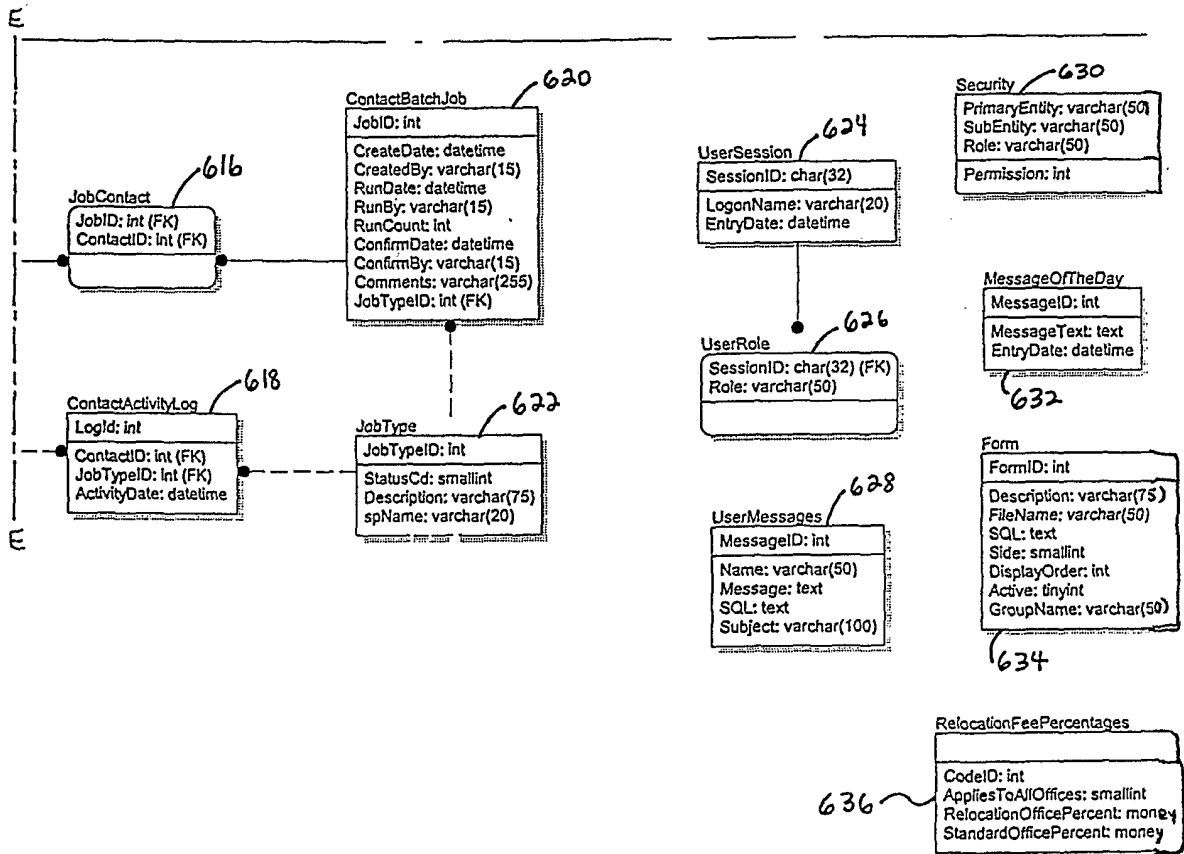 E
620
ContactBatchJob
JobID: int
CreateDate: datetime
CreatedBy: varchar(15)
RunDate: datetime
RunBy: varchar(15)
RunCount: int
ConfirmDate: datetime
ConfirmBy: varchar(15)
Comments: varchar(255)
JobTypeID: int (FK)
616
JobContact
JobID: int (FK)
ContactID: int (FK)
618
ContactActivityLog
LogId: int
ContactID: int (FK)
JobTypeID: int (FK)
ActivityDate: datetime
E
622
JobType
JobTypeID: int
StatusCd: smallint
Description: varchar(75)
spName: varchar(20)
624
UserSession
SessionID: char(32)
LogonName: varchar(20)
EntryDate: datetime
626
UserRole
SessionID: char(32) (FK)
Role: varchar(50)
628
UserMessages
MessageID: int
Name: varchar(50)
Message: text
SQL: text
Subject: varchar(100)
630
Security
PrimaryEntity: varchar(50)
SubEntity: varchar(50)
Role: varchar(50)
Permission: int
MessageOfTheDay
MessageID: int
MessageText: text
EntryDate: datetime
632
Form
FormID: int
Description: varchar(75)
FileName: varchar(50)
SQL: text
Side: smallint
DisplayOrder: int
Active: tinyint
GroupName: varchar(50)
634
RelocationFeePercentages
CodeID: int
AppliesToAllOffices: smallint
RelocationOfficePercent: money
StandardOfficePercent: money
636